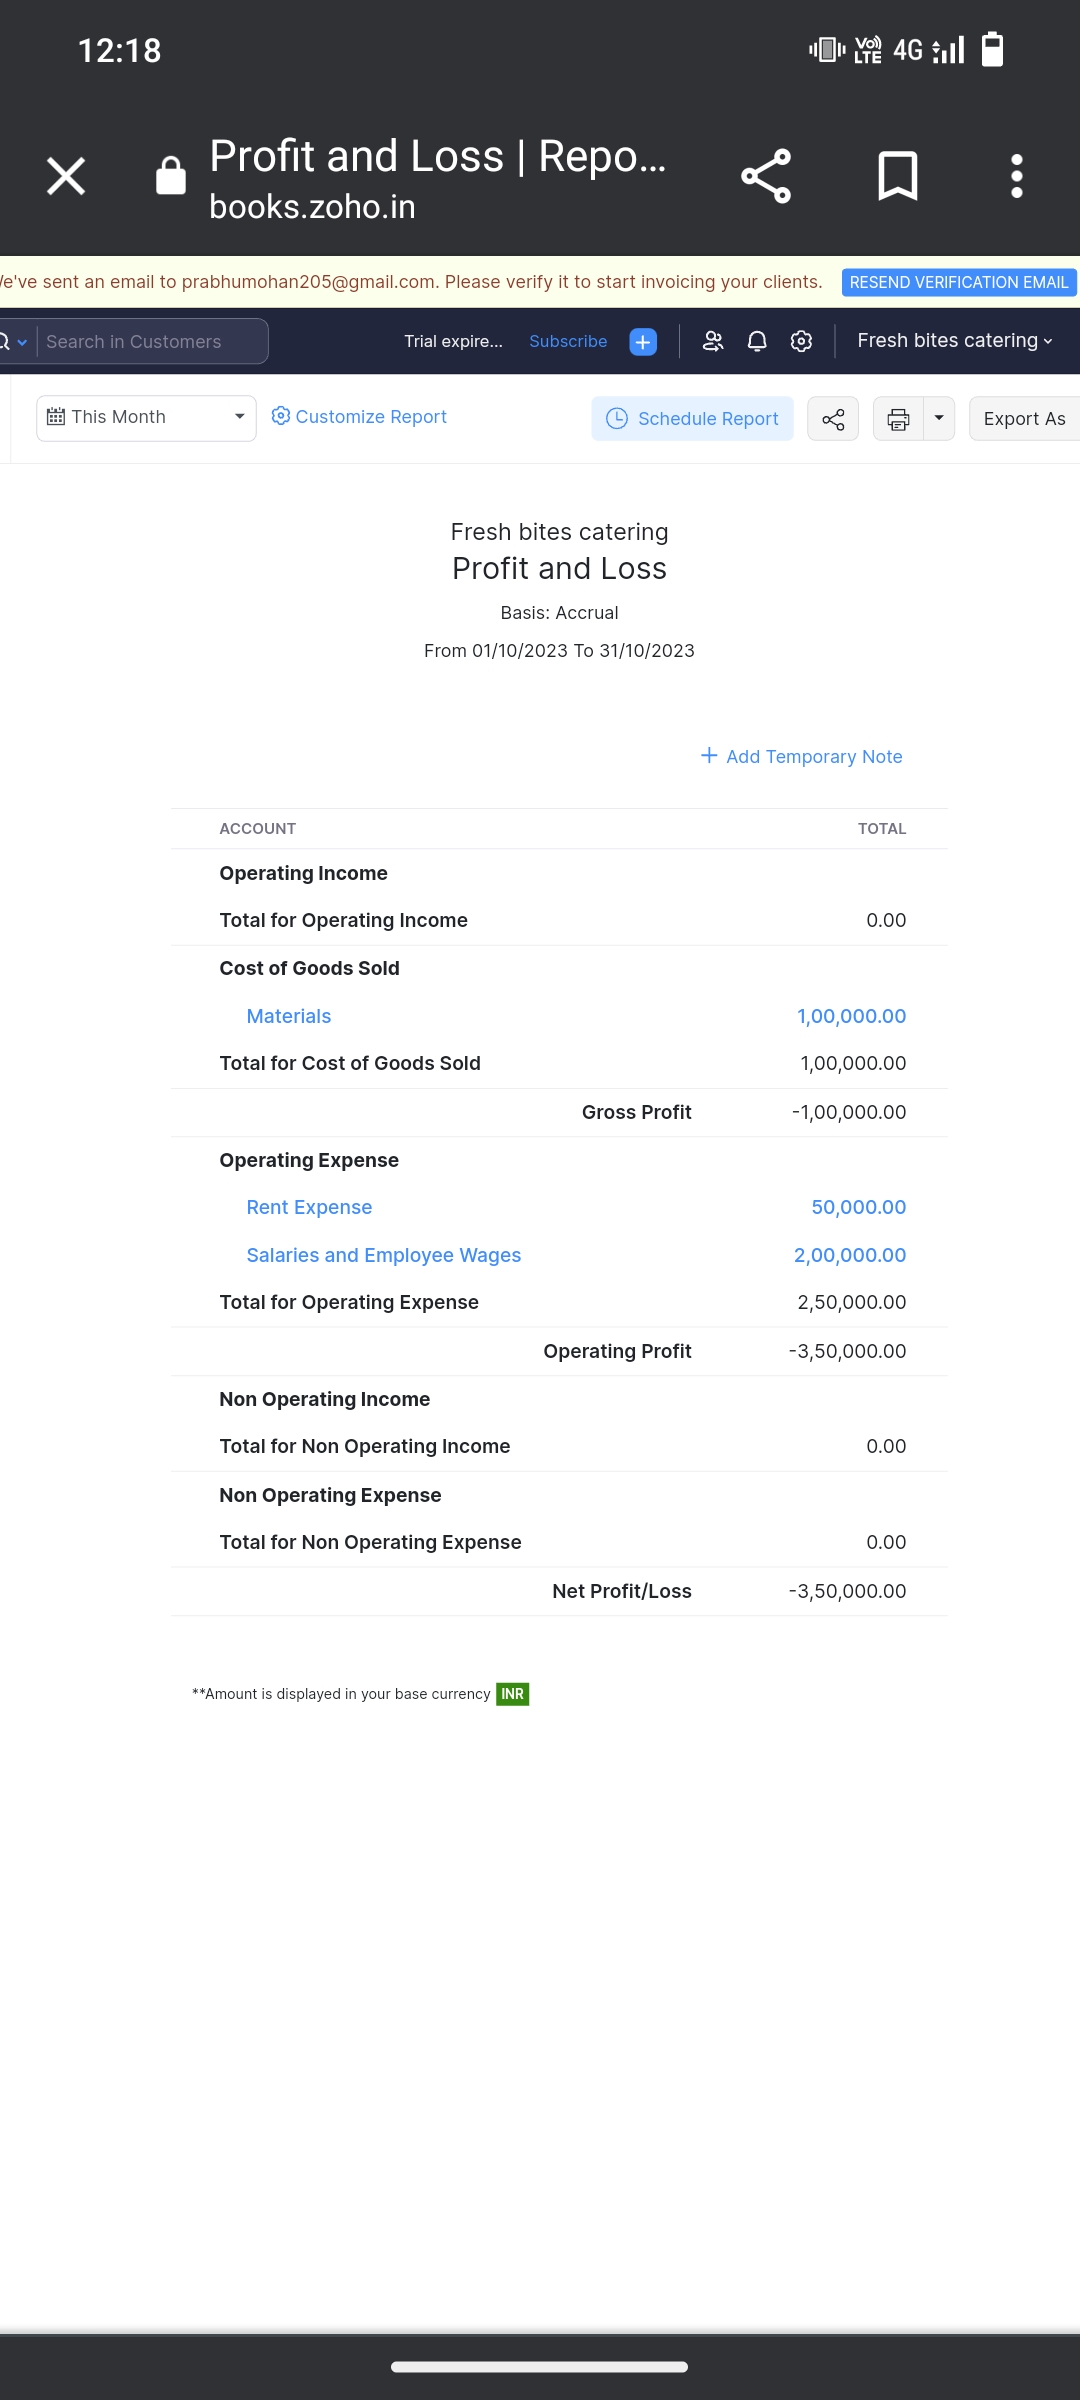 12:18
Vo)) LTE 4G
Profit and Loss | Repo...
books.zoho.in
e've sent an email to prabhumohan205@gmail.com. Please verify it to start invoicing your clients. RESEND VERIFICATION EMAIL
Search in Customers Trial expire... Subscribe Fresh bites catering
This Month Customize Report Schedule Report Export As
Fresh bites catering
Profit and Loss
Basis: Accrual
From 01/10/2023 To 31/10/2023
+ Add Temporary Note
ACCOUNT TOTAL
Operating Income
Total for Operating Income 0.00
Cost of Goods Sold
Materials 1,00,000.00
Total for Cost of Goods Sold 1,00,000.00
Gross Profit -1,00,000.00
Operating Expense
Rent Expense 50,000.00
Salaries and Employee Wages 2,00,000.00
Total for Operating Expense 2,50,000.00
Operating Profit -3,50,000.00
Non Operating Income
Total for Non Operating Income 0.00
Non Operating Expense
Total for Non Operating Expense 0.00
Net Profit/Loss -3,50,000.00
**Amount is displayed in your base currency INR